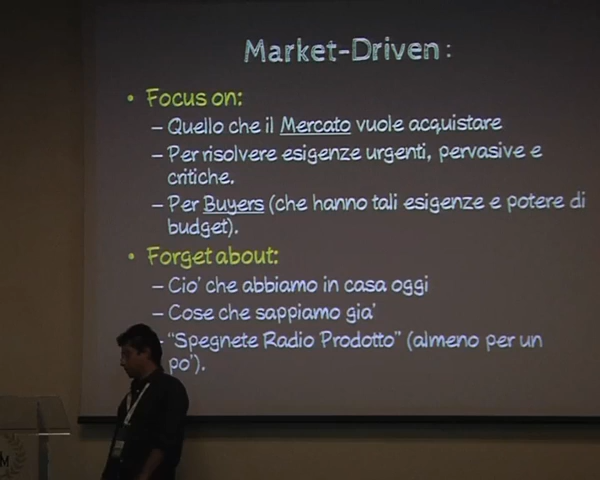 Market-Driven :
• Focus on:
– Quello che il Mercato vuole acquistare
– Per risolvere esigenze urgenti, pervasive e
critiche.
– Per Buyers (che hanno tali esigenze e potere di
budget).
• Forget about:
– Cio' che abbiamo in casa oggi
– Cose che sappiamo gia'
– "Spegnete Radio Prodotto" (almeno per un
po').
M